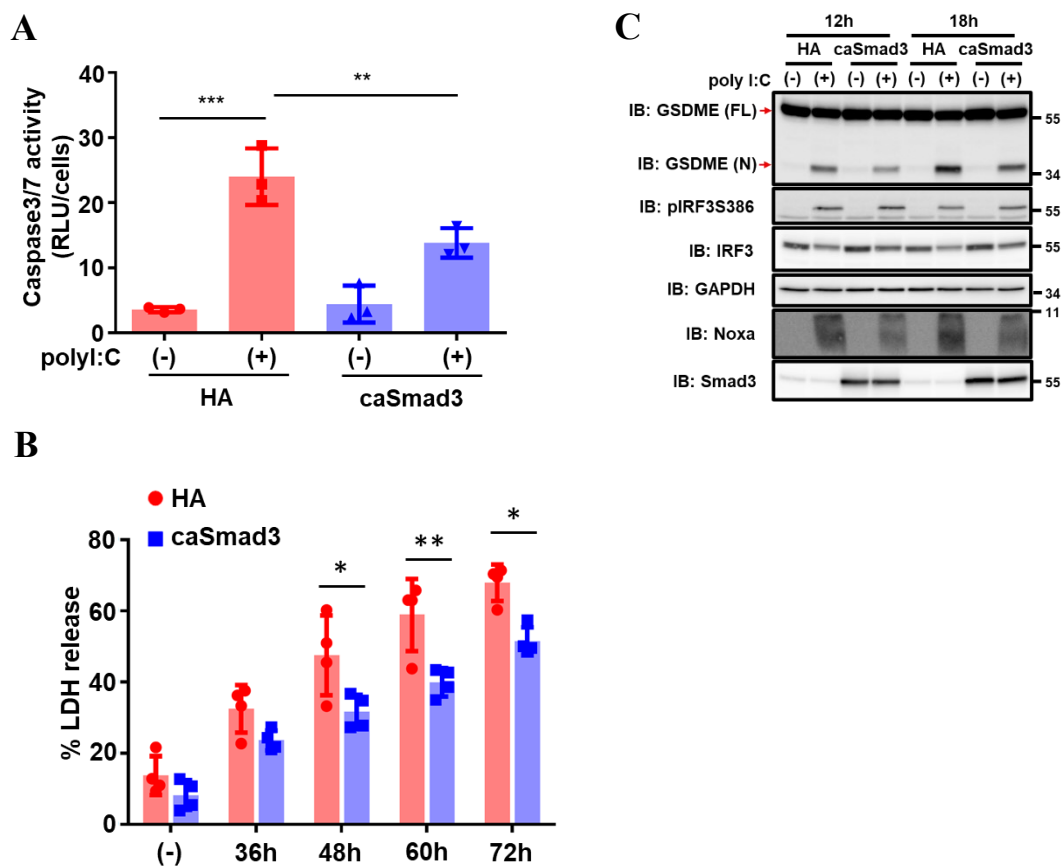 A
Caspase3/7 activity
(RLU/cells)
40
30
20
10
0
***
**
polyI:C
(-) (+) (-) (+)
HA caSmad3
B
HA
caSmad3
% LDH release
80
60
40
20
0
* ** *
(-) 36h 48h 60h 72h
C
12h 18h
HA caSmad3 HA caSmad3
poly I:C (-) (+) (-) (+) (-) (+) (-) (+)
IB: GSDME (FL) 55
IB: GSDME (N) 34
IB: pIRF3S386 55
IB: IRF3 55
IB: GAPDH 34
11
IB: Noxa
IB: Smad3 55